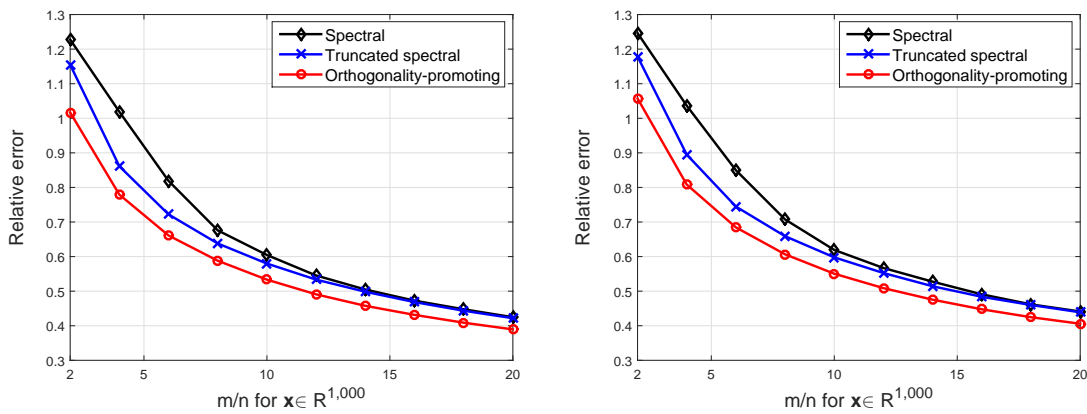 1.3
1.2
1.1
1
0.9
0.8
0.7
0.6
0.5
0.4
0.3
Relative error
Spectral
Truncated spectral
Orthogonality-promoting
2 5 10 15 20
m/n for x∈ R^1,000
1.3
1.2
1.1
1
0.9
0.8
0.7
0.6
0.5
0.4
0.3
Relative error
Spectral
Truncated spectral
Orthogonality-promoting
2 5 10 15 20
m/n for x∈ R^1,000